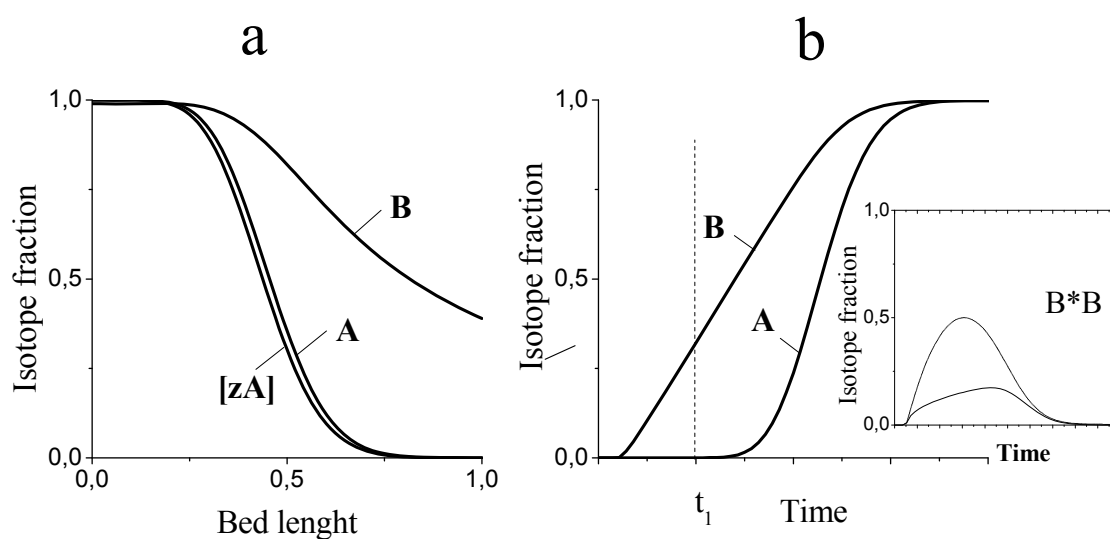 a
1,0
0,5
0,0
Isotope fraction
B
A
[zA]
0,0
0,5
1,0
Bed lenght
b
1,0
0,5
0,0
Isotope fraction
B
A
t1
Time
1,0
0,5
0,0
Isotope fraction
B*B
Time